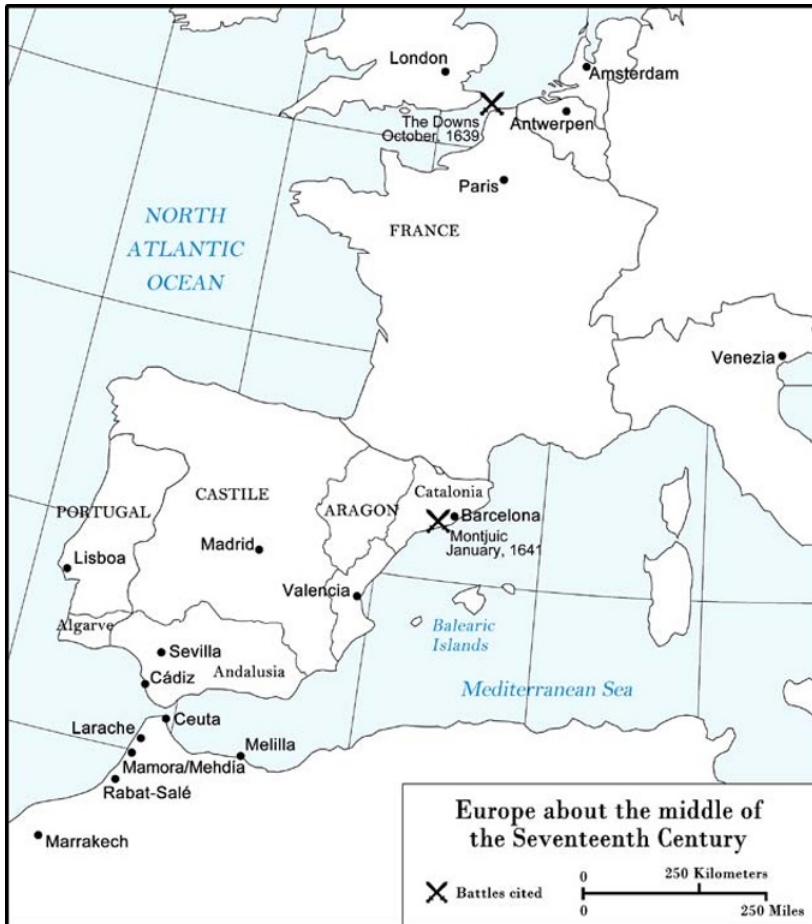 London
Amsterdam
The Downs
October, 1639
Antwerpen
Paris
NORTH
ATLANTIC
OCEAN
FRANCE
Venezia
PORTUGAL
CASTILE
ARAGON
Catalonia
Barcelona
Montjuic
January, 1641
Madrid
Lisboa
Valencia
Algarve
Balearic
Islands
Sevilla
Andalusia
Cádiz
Mediterranean Sea
Ceuta
Larache
Melilla
Mamora/Mehdía
Rabat-Salé
Marrakech
Europe about the middle of
the Seventeenth Century
Battles cited
0 250 Kilometers
0 250 Miles